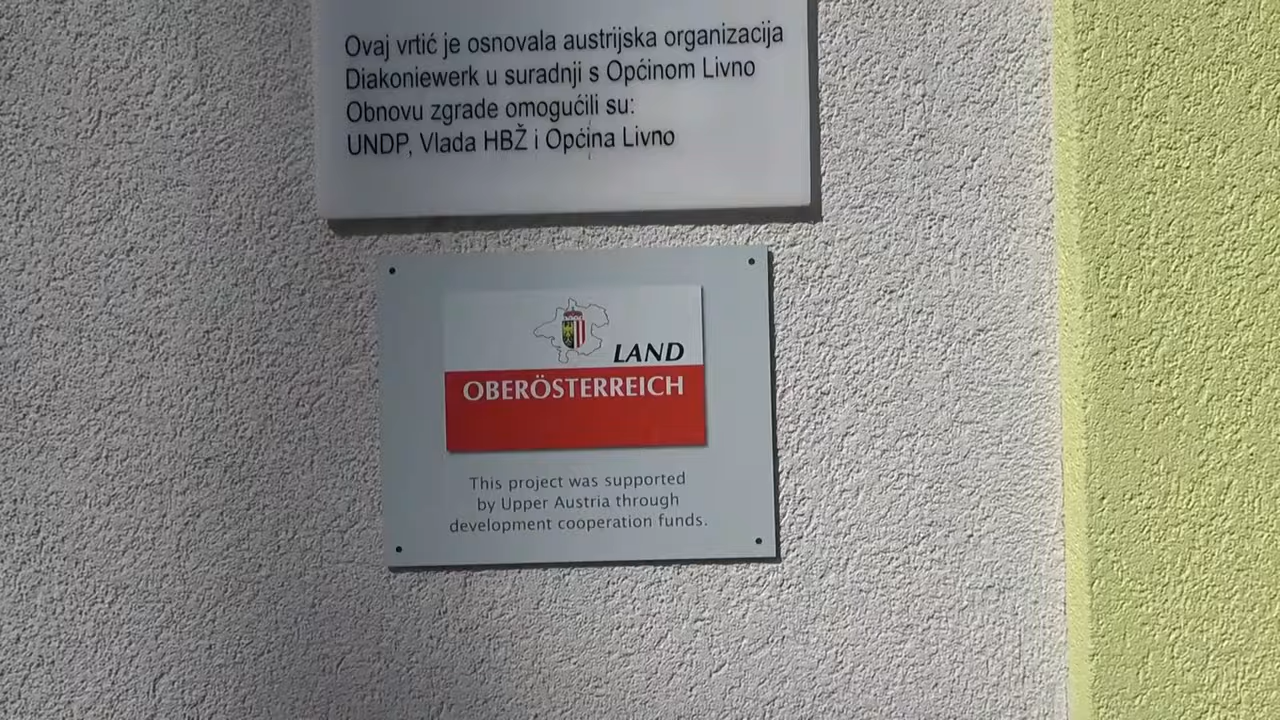 Ovaj vrtić je osnovala austrijska organizacija
Diakoniewerk u suradnji s Općinom Livno
Obnovu zgrade omogućili su:
UNDP, Vlada HBŽ i Općina Livno
LAND
OBERÖSTERREICH
This project was supported
by Upper Austria through
development cooperation funds.